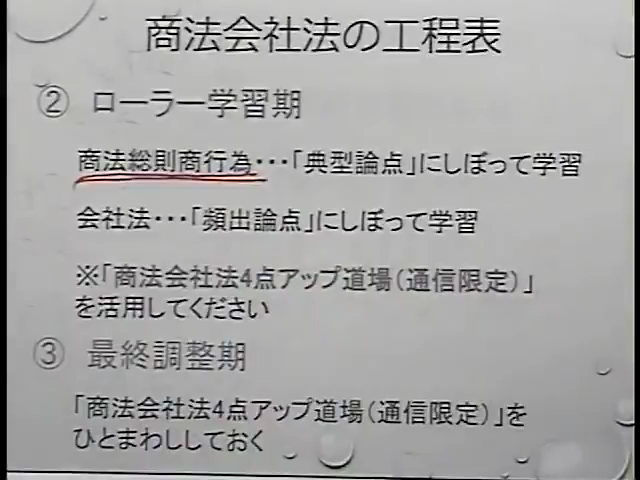 商法会社法の工程表
② ローラー学習期
商法総則商行為・・・「典型論点」にしぼって学習
会社法・・・「頻出論点」にしぼって学習
※「商法会社法4点アップ道場（通信限定）」
を活用してください
③ 最終調整期
「商法会社法4点アップ道場（通信限定）」を
ひとまわししておく